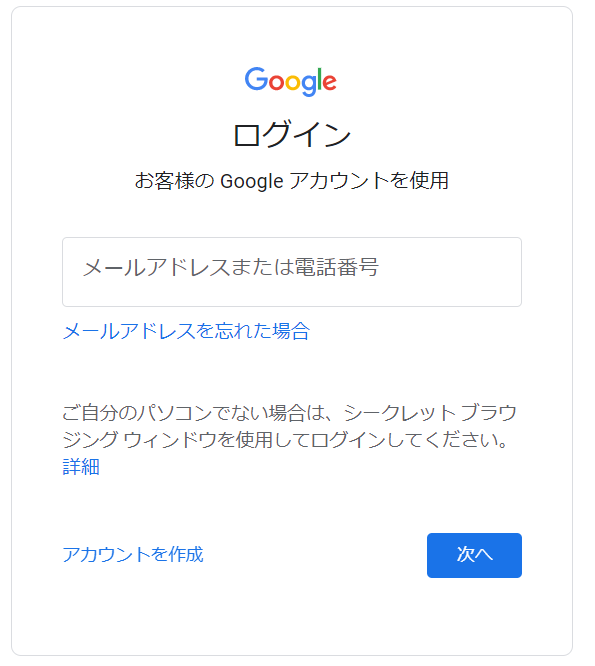 Google
ログイン
お客様の Google アカウントを使用
メールアドレスまたは電話番号
メールアドレスを忘れた場合
ご自分のパソコンでない場合は、シークレット ブラウ
ジング ウィンドウを使用してログインしてください。
詳細
アカウントを作成
次へ